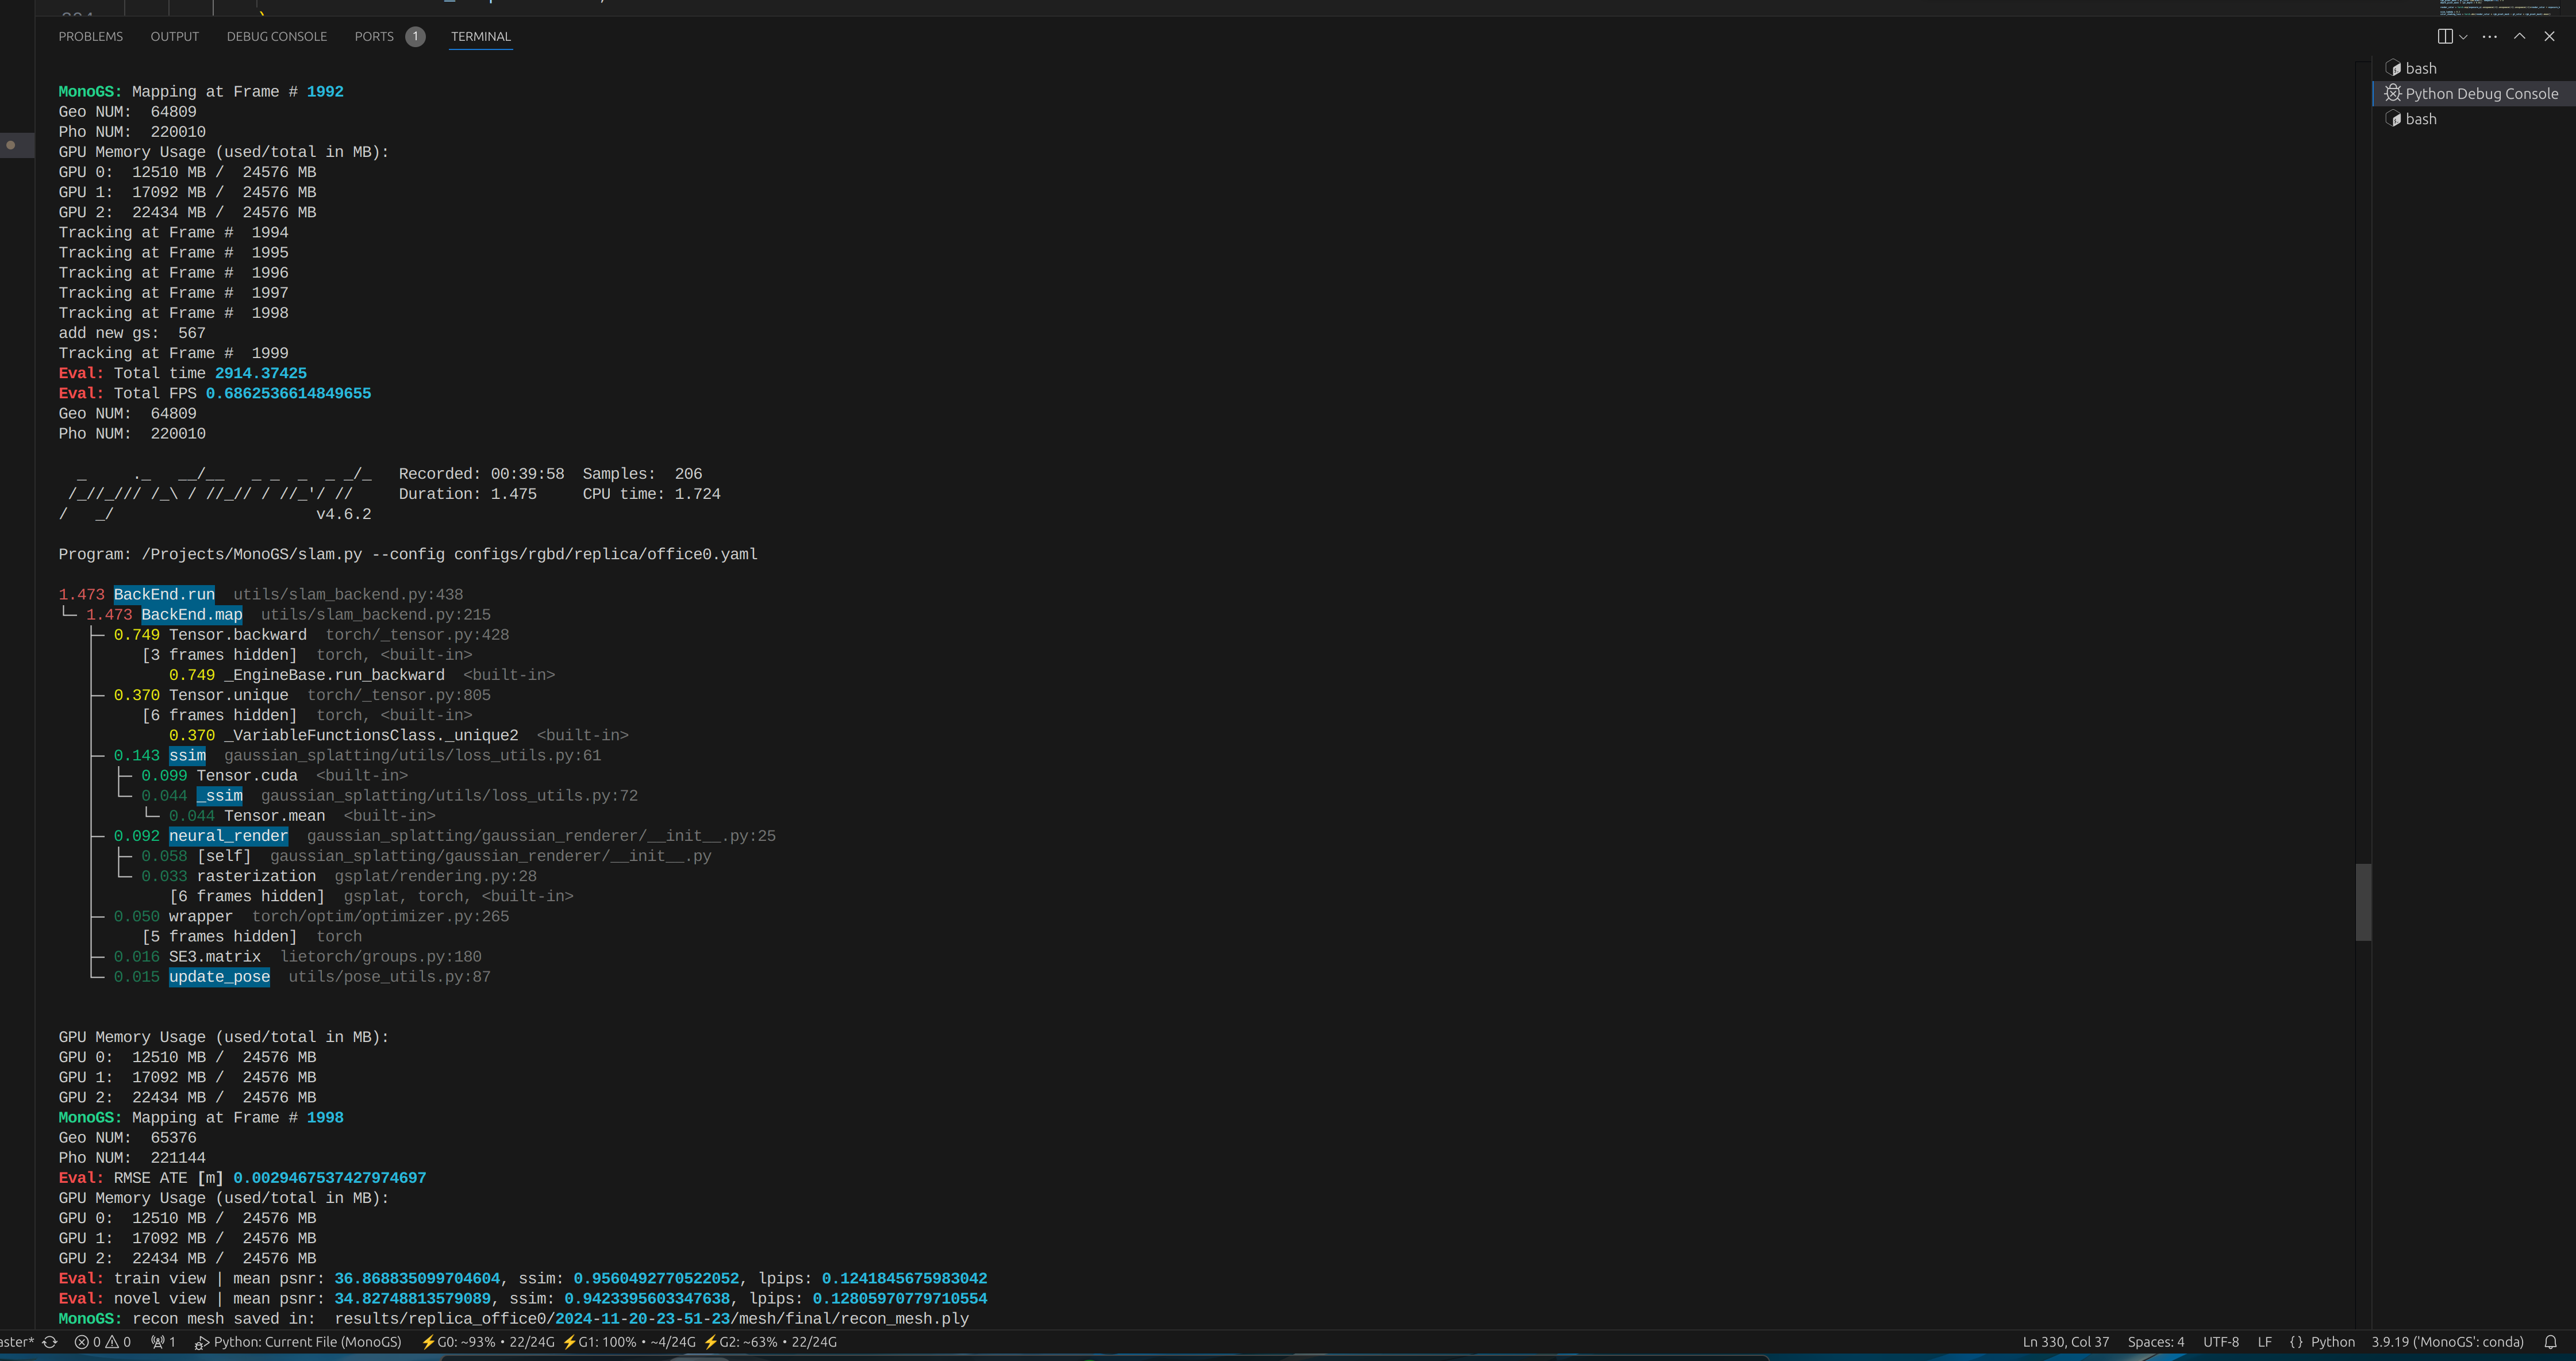 PROBLEMS OUTPUT DEBUG CONSOLE PORTS 1 TERMINAL
MonoGS: Mapping at Frame # 1992
Geo NUM:  64809
Pho NUM:  220010
GPU Memory Usage (used/total in MB):
GPU 0:  12510 MB /  24576 MB
GPU 1:  17092 MB /  24576 MB
GPU 2:  22434 MB /  24576 MB
Tracking at Frame #  1994
Tracking at Frame #  1995
Tracking at Frame #  1996
Tracking at Frame #  1997
Tracking at Frame #  1998
add new gs:  567
Tracking at Frame #  1999
Eval: Total time 2914.37425
Eval: Total FPS 0.6862536614849655
Geo NUM:  64809
Pho NUM:  220010
  _     ._   __/__   _ _  _  _ _/_   Recorded: 00:39:58  Samples:  206
 /_//_/// /_\ / //_// / //_'/ //     Duration: 1.475     CPU time: 1.724
/   _/                      v4.6.2
Program: /Projects/MonoGS/slam.py --config configs/rgbd/replica/office0.yaml
1.473 BackEnd.run  utils/slam_backend.py:438
└─ 1.473 BackEnd.map  utils/slam_backend.py:215
   ├─ 0.749 Tensor.backward  torch/_tensor.py:428
   │     [3 frames hidden]  torch, <built-in>
   │        0.749 _EngineBase.run_backward  <built-in>
   ├─ 0.370 Tensor.unique  torch/_tensor.py:805
   │     [6 frames hidden]  torch, <built-in>
   │        0.370 _VariableFunctionsClass._unique2  <built-in>
   ├─ 0.143 ssim  gaussian_splatting/utils/loss_utils.py:61
   │  ├─ 0.099 Tensor.cuda  <built-in>
   │  └─ 0.044 _ssim  gaussian_splatting/utils/loss_utils.py:72
   │     └─ 0.044 Tensor.mean  <built-in>
   ├─ 0.092 neural_render  gaussian_splatting/gaussian_renderer/__init__.py:25
   │  ├─ 0.058 [self]  gaussian_splatting/gaussian_renderer/__init__.py
   │  └─ 0.033 rasterization  gsplat/rendering.py:28
   │        [6 frames hidden]  gsplat, torch, <built-in>
   ├─ 0.050 wrapper  torch/optim/optimizer.py:265
   │     [5 frames hidden]  torch
   ├─ 0.016 SE3.matrix  lietorch/groups.py:180
   └─ 0.015 update_pose  utils/pose_utils.py:87
GPU Memory Usage (used/total in MB):
GPU 0:  12510 MB /  24576 MB
GPU 1:  17092 MB /  24576 MB
GPU 2:  22434 MB /  24576 MB
MonoGS: Mapping at Frame # 1998
Geo NUM:  65376
Pho NUM:  221144
Eval: RMSE ATE [m] 0.0029467537427974697
GPU Memory Usage (used/total in MB):
GPU 0:  12510 MB /  24576 MB
GPU 1:  17092 MB /  24576 MB
GPU 2:  22434 MB /  24576 MB
Eval: train view | mean psnr: 36.868835099704604, ssim: 0.9560492770522052, lpips: 0.1241845675983042
Eval: novel view | mean psnr: 34.82748813579089, ssim: 0.9423395603347638, lpips: 0.12805970779710554
MonoGS: recon mesh saved in:  results/replica_office0/2024-11-20-23-51-23/mesh/final/recon_mesh.ply
bash
Python Debug Console
bash
aster* 0 0 1 Python: Current File (MonoGS) ⚡G0: ~93% • 22/24G ⚡G1: 100% • ~4/24G ⚡G2: ~63% • 22/24G Ln 330, Col 37 Spaces: 4 UTF-8 LF {} Python 3.9.19 ('MonoGS': conda)